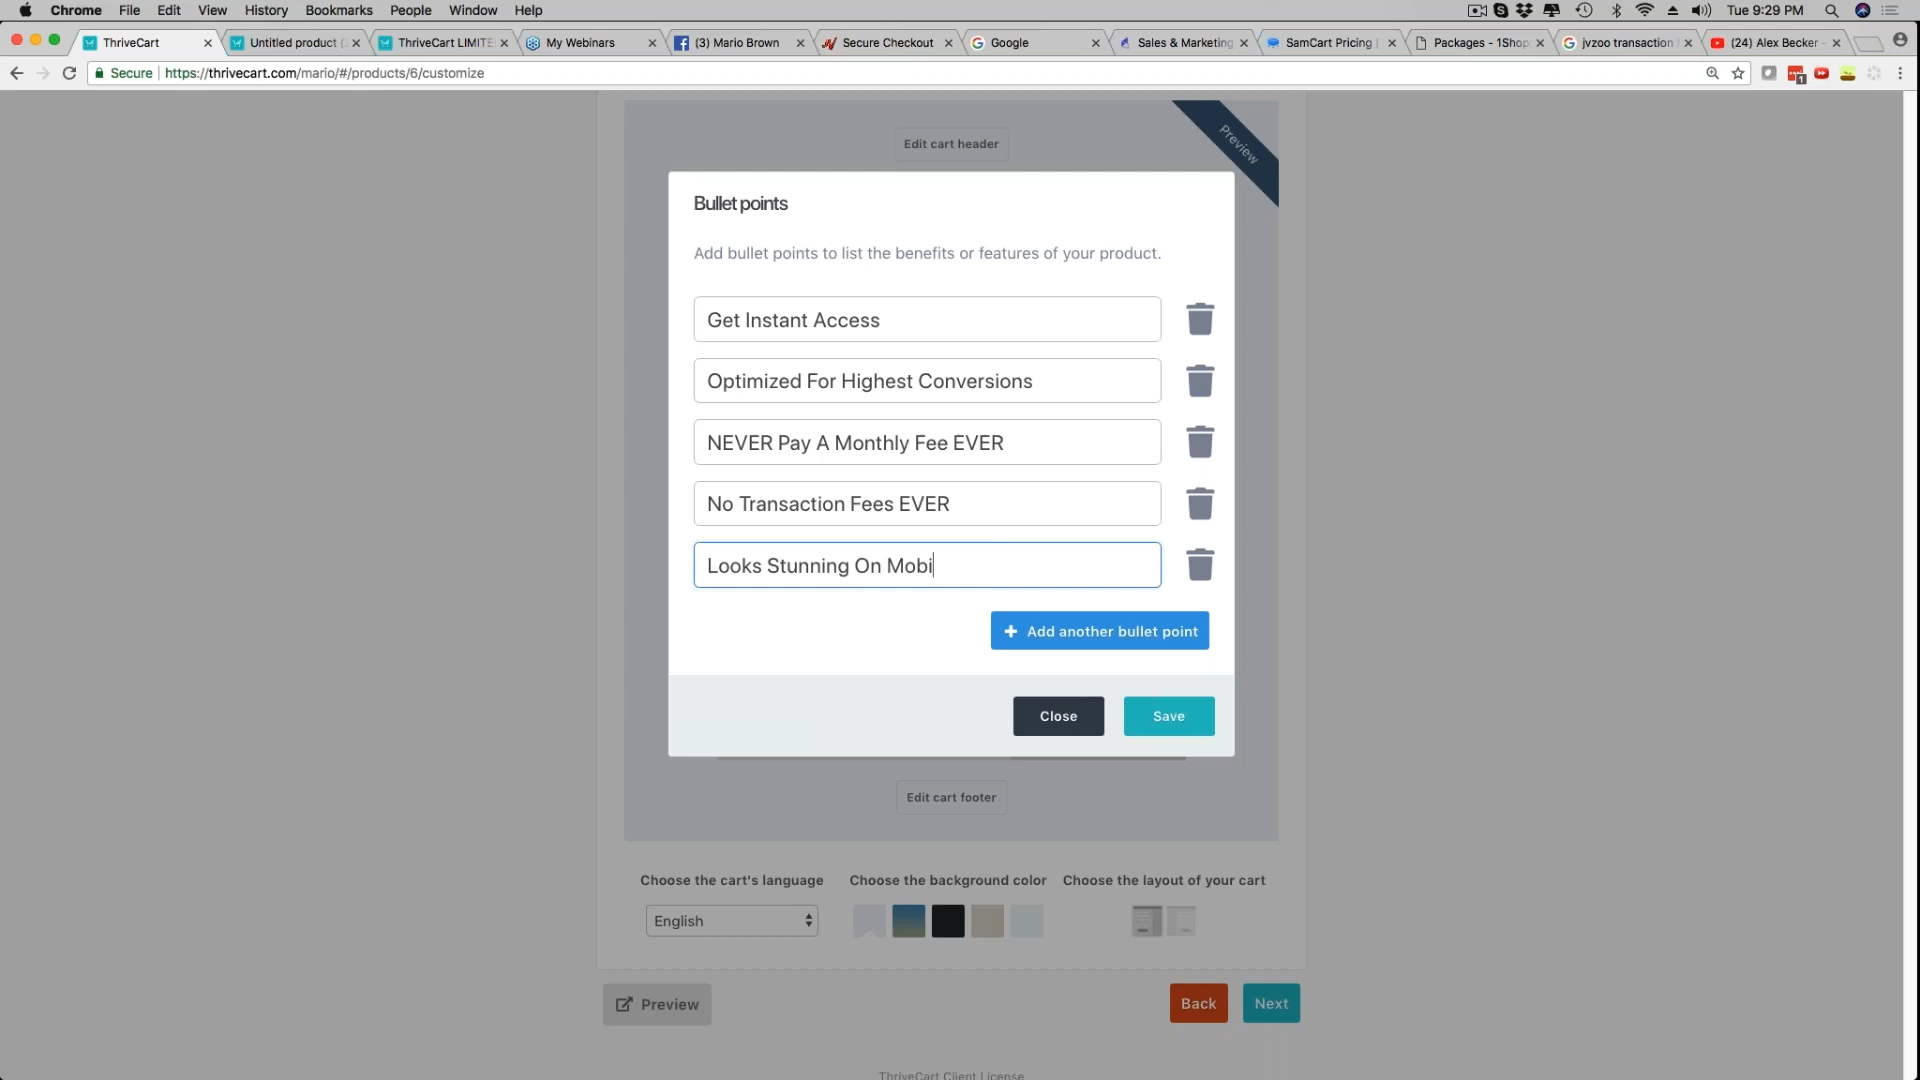 Chrome File Edit View History Bookmarks People Window Help
Tue 9:29 PM
ThriveCart
Untitled product (
ThriveCart LIMITE
My Webinars
(3) Mario Brown
Secure Checkout
Google
Sales & Marketing
SamCart Pricing |
Packages - 1Shop
jvzoo transaction
(24) Alex Becker -
Secure https://thrivecart.com/mario/#/products/6/customize
1
Edit cart header
Preview
Bullet points
Add bullet points to list the benefits or features of your product.
Get Instant Access
Optimized For Highest Conversions
NEVER Pay A Monthly Fee EVER
No Transaction Fees EVER
Looks Stunning On Mobi
+ Add another bullet point
Close
Save
Edit cart footer
Choose the cart's language
Choose the background color
Choose the layout of your cart
English
Preview
Back
Next
ThriveCart Client License